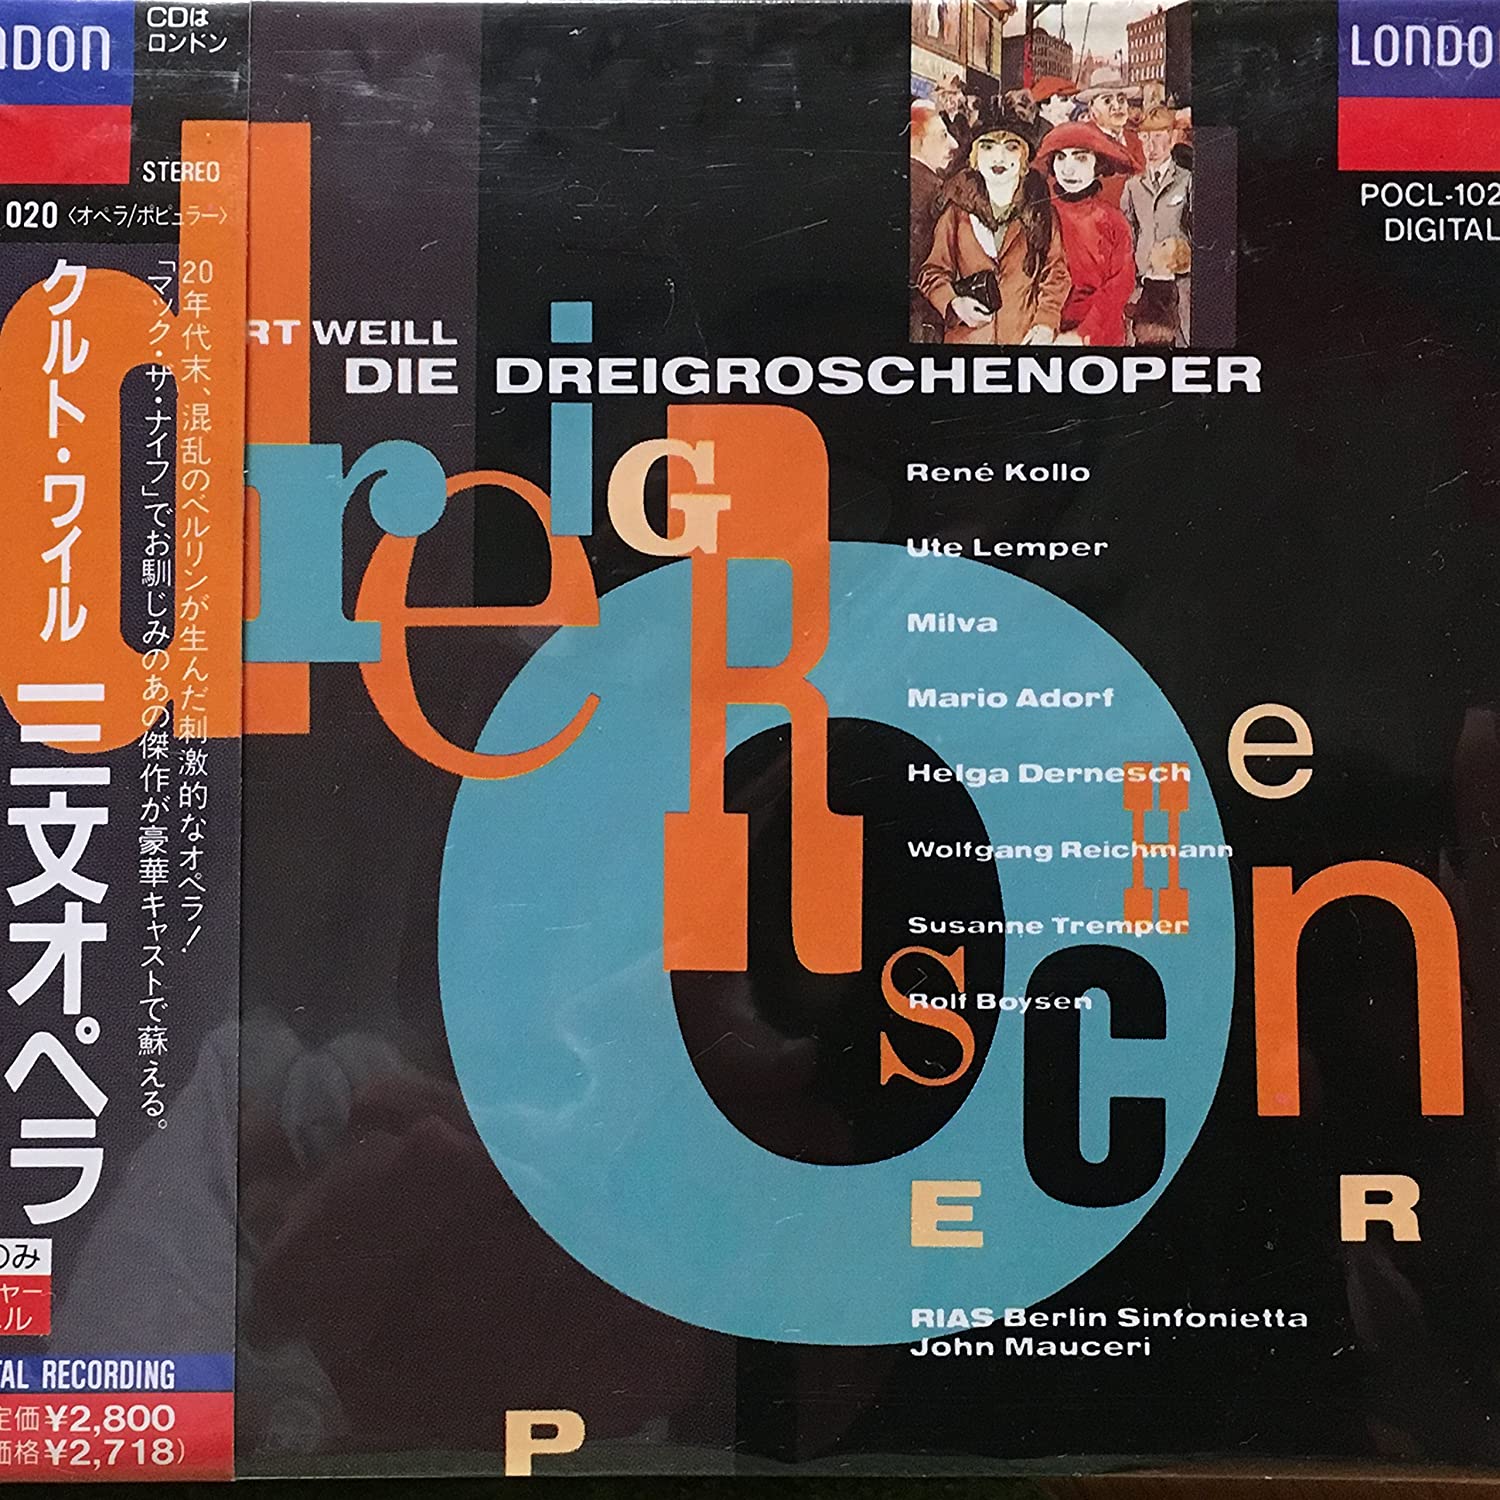 CDは
ロンドン
STEREO
020 〈オペラ/ポピュラー〉
20年代末、混乱のベルリンが生んだ刺激的なオペラ!
「マック・ザ・ナイフ」でお馴じみのあの傑作が豪華キャストで蘇える。
クルト・ワイル 三文オペラ
のみ
ャー
ル
RECORDING
定価¥2,800
価格¥2,718)
LONDO
POCL-102
DIGITAL
RT WEILL
DIE DREIGROSCHENOPER
dreiGROSCHen
OPER
René Kollo
Ute Lemper
Milva
Mario Adorf
Helga Dernesch
Wolfgang Reichmann
Susanne Tremper
Rolf Boysen
RIAS Berlin Sinfonietta
John Mauceri